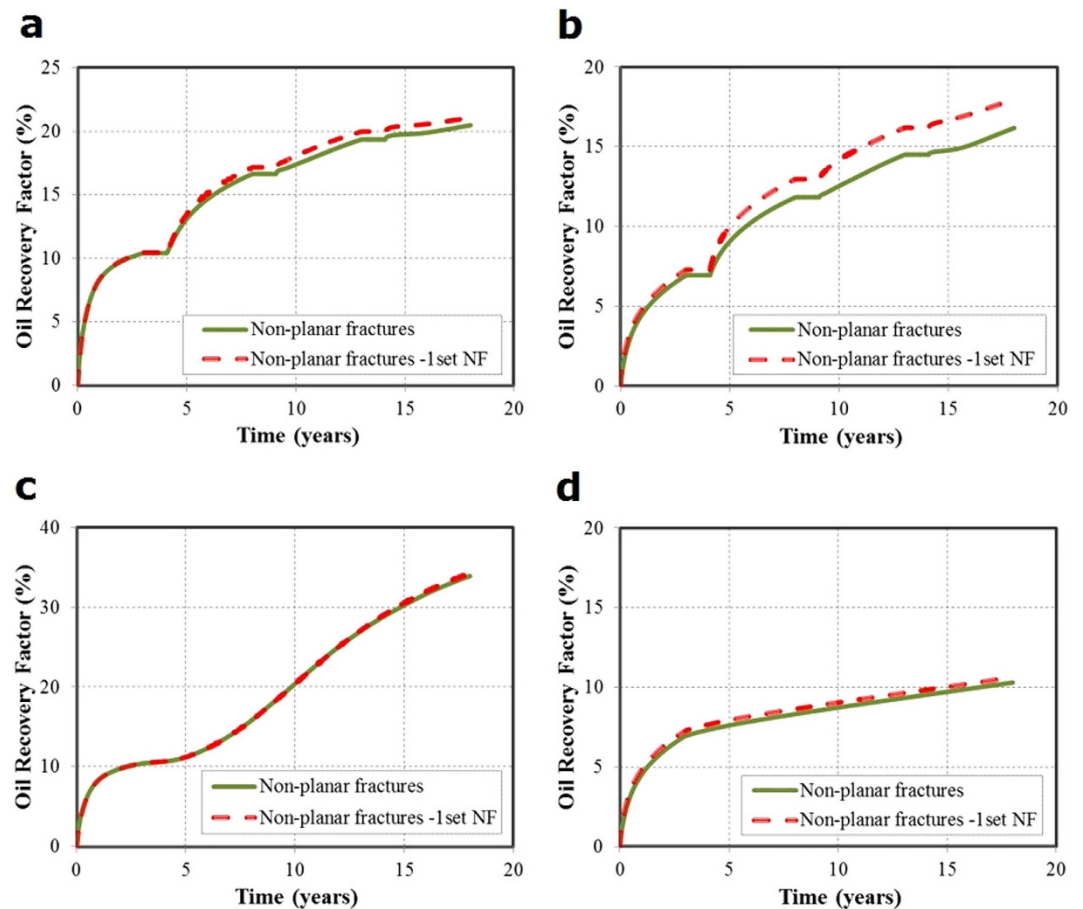 a
25
20
15
10
5
0
Oil Recovery Factor (%)
Non-planar fractures
Non-planar fractures -1set NF
0 5 10 15 20
Time (years)
b
20
15
10
5
0
Oil Recovery Factor (%)
Non-planar fractures
Non-planar fractures -1set NF
0 5 10 15 20
Time (years)
c
40
30
20
10
0
Oil Recovery Factor (%)
Non-planar fractures
Non-planar fractures -1set NF
0 5 10 15 20
Time (years)
d
20
15
10
5
0
Oil Recovery Factor (%)
Non-planar fractures
Non-planar fractures -1set NF
0 5 10 15 20
Time (years)